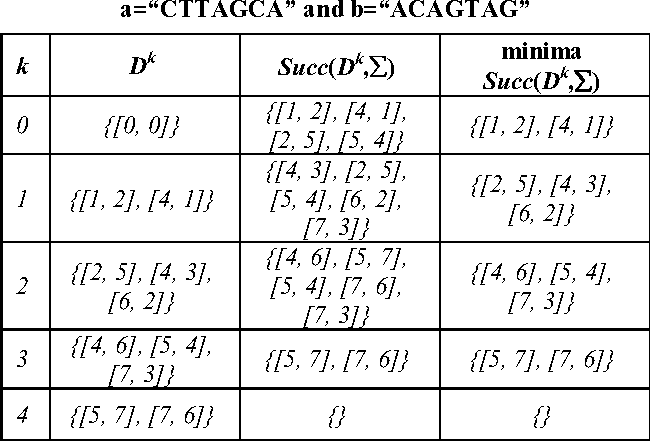 a=“CTTAGCA” and b=“ACAGTAG”
k D^k Succ(D^k,Σ) minima
Succ(D^k,Σ)
0 {[0, 0]} {[1, 2], [4, 1],
[2, 5], [5, 4]} {[1, 2], [4, 1]}
1 {[1, 2], [4, 1]} {[4, 3], [2, 5],
[5, 4], [6, 2],
[7, 3]} {[2, 5], [4, 3],
[6, 2]}
2 {[2, 5], [4, 3],
[6, 2]} {[4, 6], [5, 7],
[5, 4], [7, 6],
[7, 3]} {[4, 6], [5, 4],
[7, 3]}
3 {[4, 6], [5, 4],
[7, 3]} {[5, 7], [7, 6]} {[5, 7], [7, 6]}
4 {[5, 7], [7, 6]} {} {}